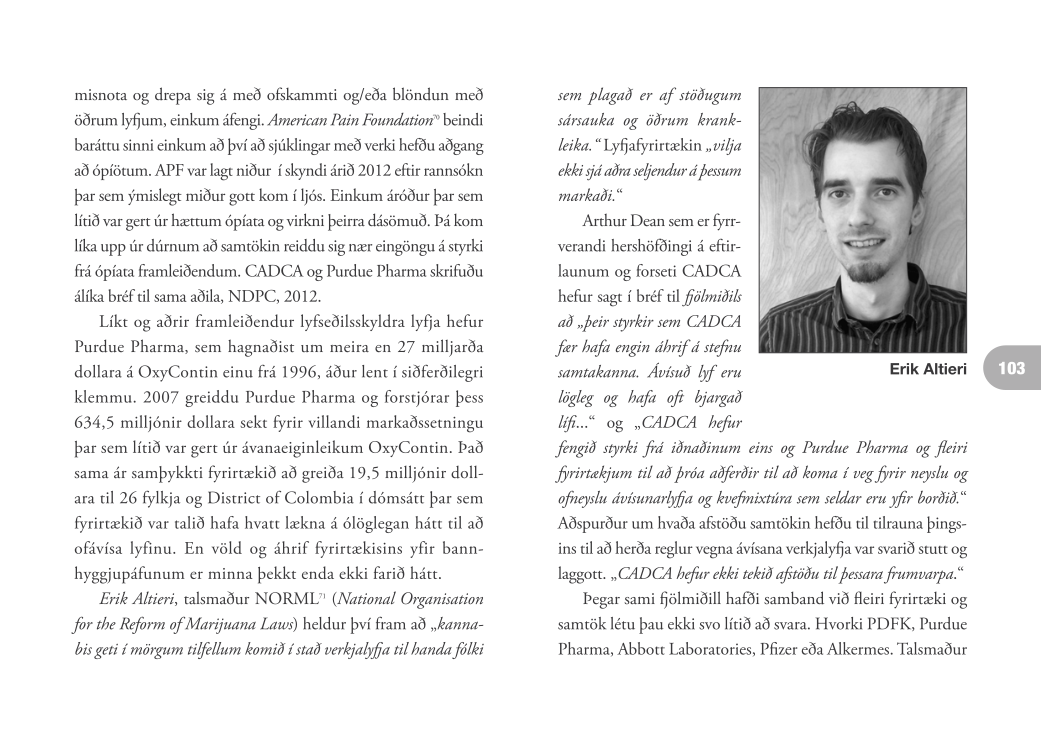 misnota og drepa sig á með ofskammti og/eða blöndun með
öðrum lyfjum, einkum áfengi. American Pain Foundation70 beindi
baráttu sinni einkum að því að sjúklingar með verki hefðu aðgang
að ópíötum. APF var lagt niður í skyndi árið 2012 eftir rannsókn
þar sem ýmislegt miður gott kom í ljós. Einkum áróður þar sem
lítið var gert úr hættum ópíata og virkni þeirra dásömuð. Þá kom
líka upp úr dúrnum að samtökin reiddu sig nær eingöngu á styrki
frá ópíata framleiðendum. CADCA og Purdue Pharma skrifuðu
álíka bréf til sama aðila, NDPC, 2012.
Líkt og aðrir framleiðendur lyfseðilsskyldra lyfja hefur
Purdue Pharma, sem hagnaðist um meira en 27 milljarða
dollara á OxyContin einu frá 1996, áður lent í siðferðilegri
klemmu. 2007 greiddu Purdue Pharma og forstjórar þess
634,5 milljónir dollara sekt fyrir villandi markaðssetningu
þar sem lítið var gert úr ávanaeiginleikum OxyContin. Það
sama ár samþykkti fyrirtækið að greiða 19,5 milljónir doll-
ara til 26 fylkja og District of Colombia í dómsátt þar sem
fyrirtækið var talið hafa hvatt lækna á ólöglegan hátt til að
ofávísa lyfinu. En völd og áhrif fyrirtækisins yfir bann-
hyggjupáfunum er minna þekkt enda ekki farið hátt.
Erik Altieri, talsmaður NORML71 (National Organisation
for the Reform of Marijuana Laws) heldur því fram að „kanna-
bis geti í mörgum tilfellum komið í stað verkjalyfja til handa fólki
sem plagað er af stöðugum
sársauka og öðrum krank-
leika.“ Lyfjafyrirtækin „vilja
ekki sjá aðra seljendur á þessum
markaði.“
Arthur Dean sem er fyrr-
verandi hershöfðingi á eftir-
launum og forseti CADCA
hefur sagt í bréf til fjölmiðils
að „þeir styrkir sem CADCA
fær hafa engin áhrif á stefnu
samtakanna. Ávísuð lyf eru
lögleg og hafa oft bjargað
lífi...“ og „CADCA hefur
fengið styrki frá iðnaðinum eins og Purdue Pharma og fleiri
fyrirtækjum til að þróa aðferðir til að koma í veg fyrir neyslu og
ofneyslu ávísunarlyfja og kvefnixtúra sem seldar eru yfir borðið.“
Aðspurður um hvaða afstöðu samtökin hefðu til tilrauna þings-
ins til að herða reglur vegna ávísana verkjalyfja var svarið stutt og
laggott. „CADCA hefur ekki tekið afstöðu til þessara frumvarpa.“
Þegar sami fjölmiðill hafði samband við fleiri fyrirtæki og
samtök létu þau ekki svo lítið að svara. Hvorki PDFK, Purdue
Pharma, Abbott Laboratories, Pfizer eða Alkermes. Talsmaður
Erik Altieri
103